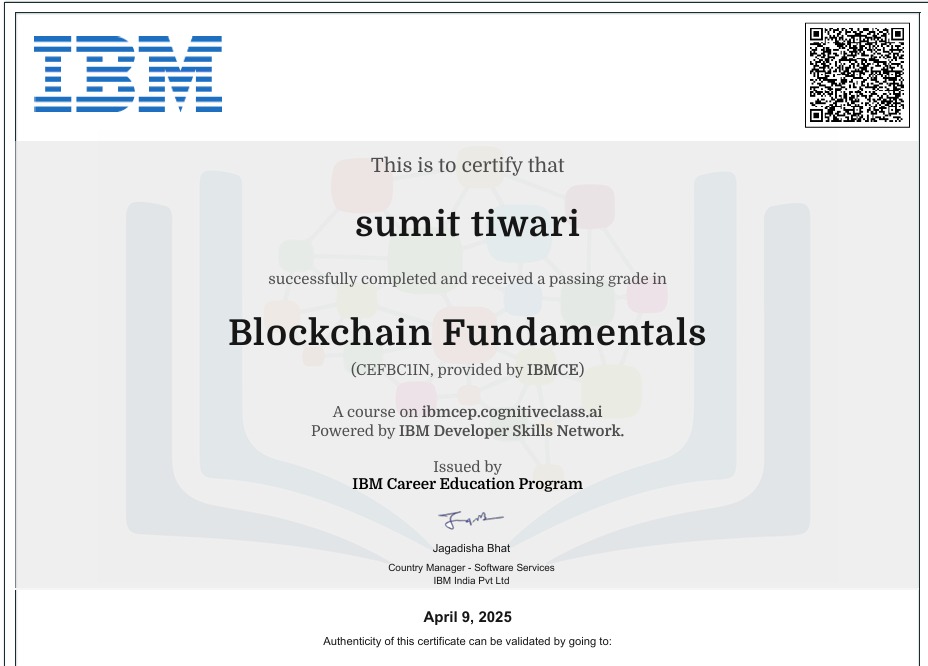 IBM
This is to certify that
sumit tiwari
successfully completed and received a passing grade in
Blockchain Fundamentals
(CEFBC1IN, provided by IBMCE)
A course on ibmcep.cognitiveclass.ai
Powered by IBM Developer Skills Network.
Issued by
IBM Career Education Program
Jagadisha Bhat
Country Manager - Software Services
IBM India Pvt Ltd
April 9, 2025
Authenticity of this certificate can be validated by going to: